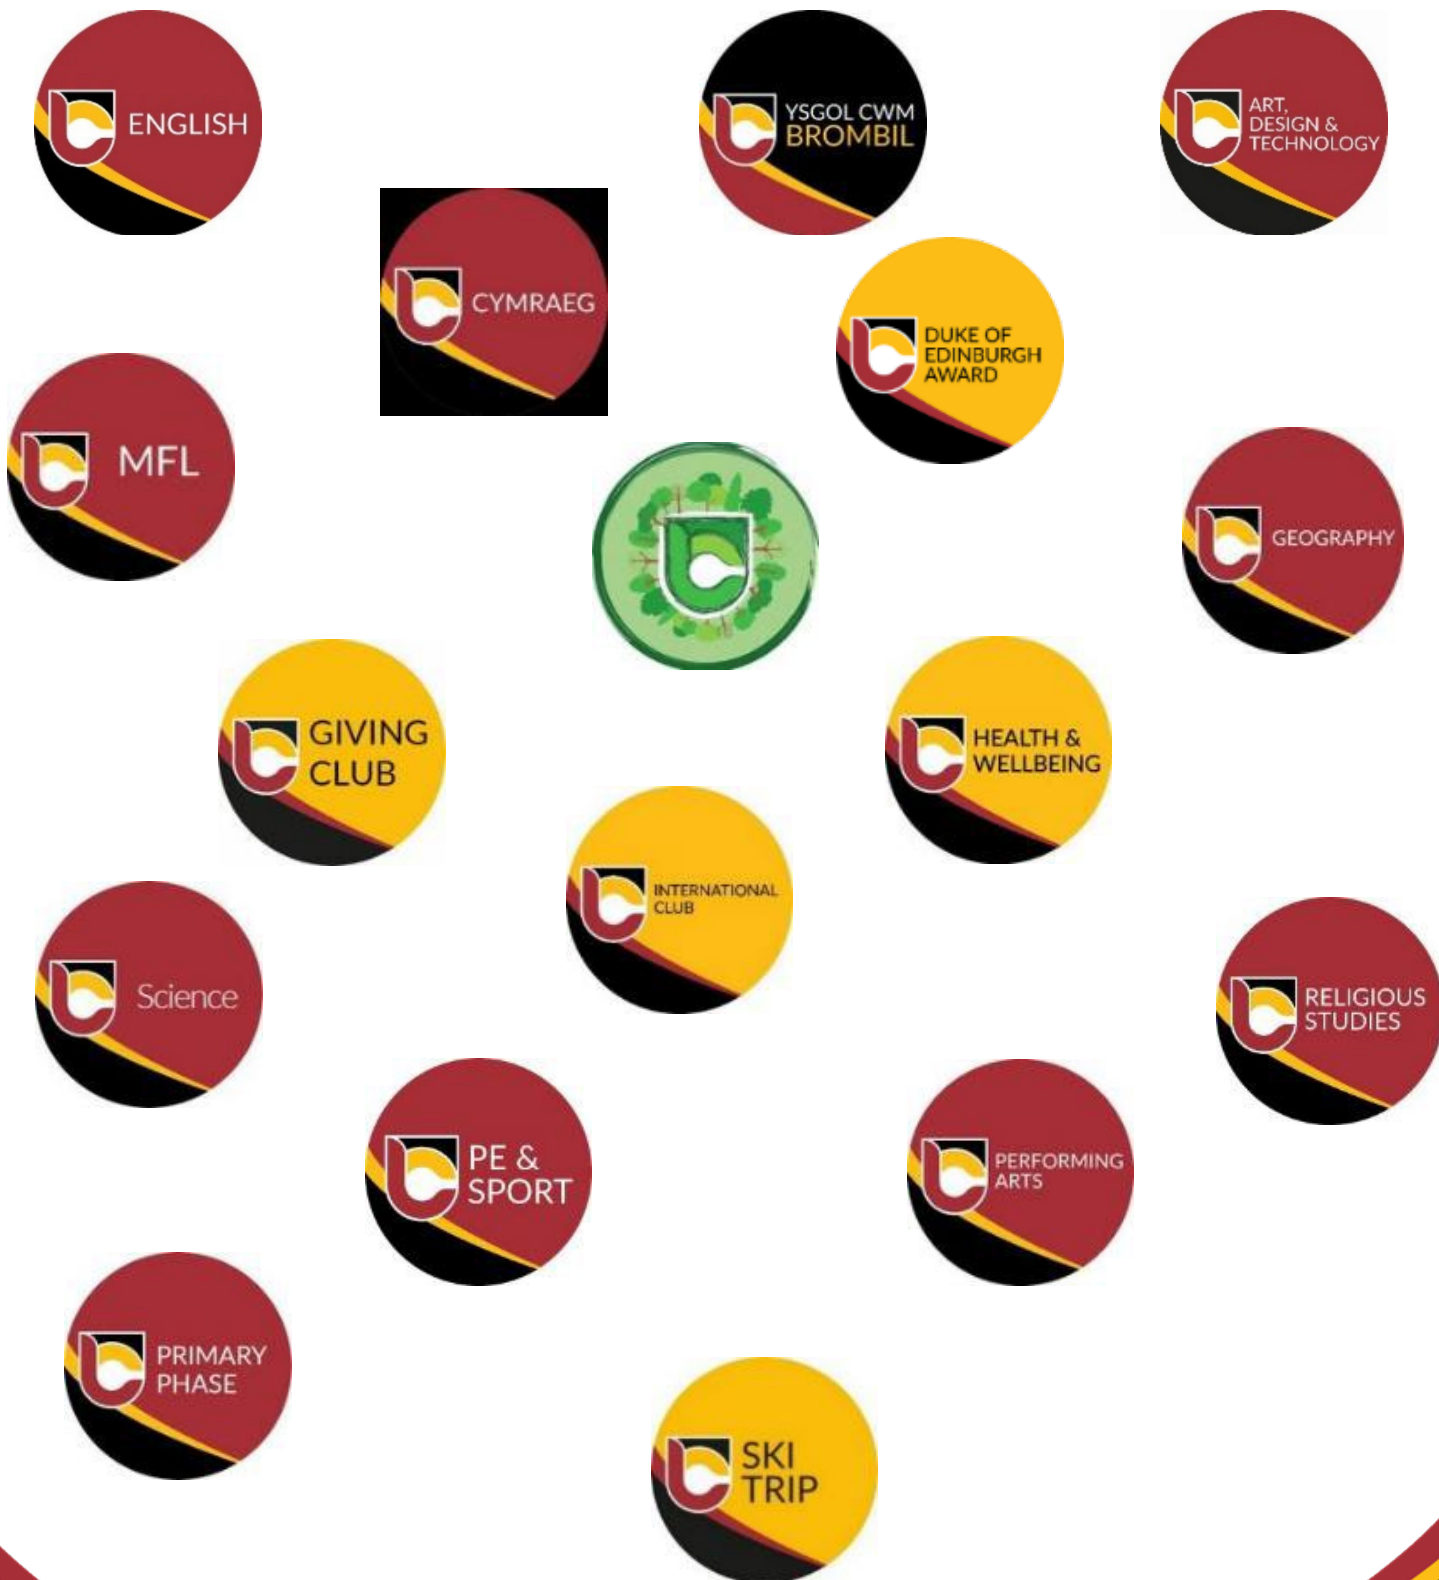 ENGLISH
YSGOL CWM
BROMBIL
ART,
DESIGN &
TECHNOLOGY
CYMRAEG
DUKE OF
EDINBURGH
AWARD
MFL
GEOGRAPHY
GIVING
CLUB
HEALTH &
WELLBEING
INTERNATIONAL
CLUB
Science
RELIGIOUS
STUDIES
PE &
SPORT
PERFORMING
ARTS
PRIMARY
PHASE
SKI
TRIP